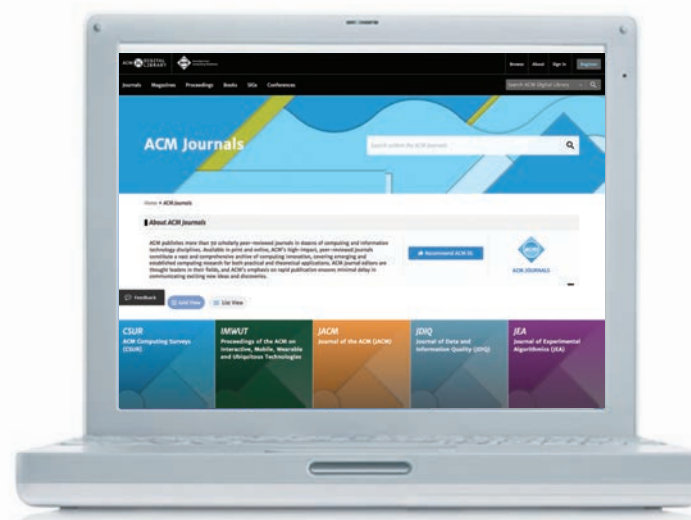 ACM DIGITAL LIBRARY
Browse About Sign in Register
Journals Magazines Proceedings Books SIGs Conferences
Search ACM Digital Library
ACM Journals
Search within the ACM Journals
Home > ACM Journals
About ACM Journals
ACM publishes more than 50 scholarly peer-reviewed journals in dozens of computing and information
technology disciplines. Available in print and online, ACM's high-impact, peer-reviewed journals
constitute a vast and comprehensive archive of computing innovation, covering emerging and
established computing research for both practical and theoretical applications. ACM journal editors are
thought leaders in their fields, and ACM's emphasis on rapid publication ensures minimal delay in
communicating exciting new ideas and discoveries.
Recommend ACM DL
acm
ACM JOURNALS
Feedback
Grid View
List View
CSUR
ACM Computing Surveys
(CSUR)
IMWUT
Proceedings of the ACM on
Interactive, Mobile, Wearable
and Ubiquitous Technologies
JACM
Journal of the ACM (JACM)
JDIQ
Journal of Data and
Information Quality (JDIQ)
JEA
Journal of Experimental
Algorithmics (JEA)